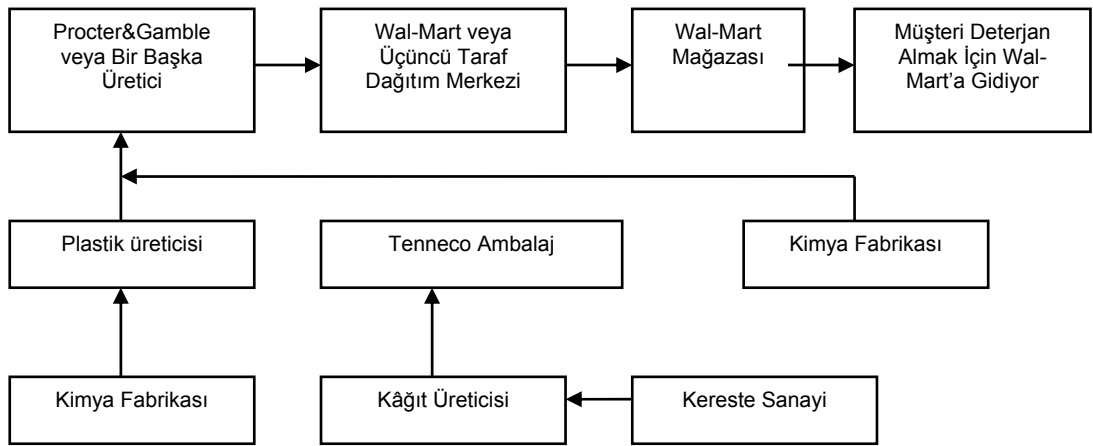 Procter&Gamble
veya Bir Başka
Üretici
Wal-Mart veya
Üçüncü Taraf
Dağıtım Merkezi
Wal-Mart
Mağazası
Müşteri Deterjan
Almak İçin Wal-
Mart’a Gidiyor
Plastik üreticisi
Tenneco Ambalaj
Kimya Fabrikası
Kimya Fabrikası
Kâğıt Üreticisi
Kereste Sanayi